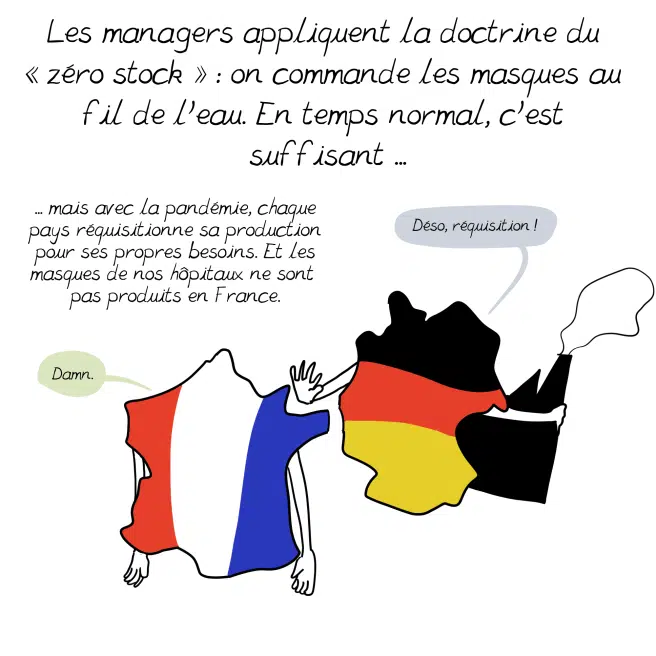 Les managers appliquent la doctrine du
« zéro stock » : on commande les masques au
fil de l'eau. En temps normal, c'est
suffisant ...
... mais avec la pandémie, chaque
pays réquisitionne sa production
pour ses propres besoins. Et les
masques de nos hôpitaux ne sont
pas produits en France.
Déso, réquisition !
Damn.